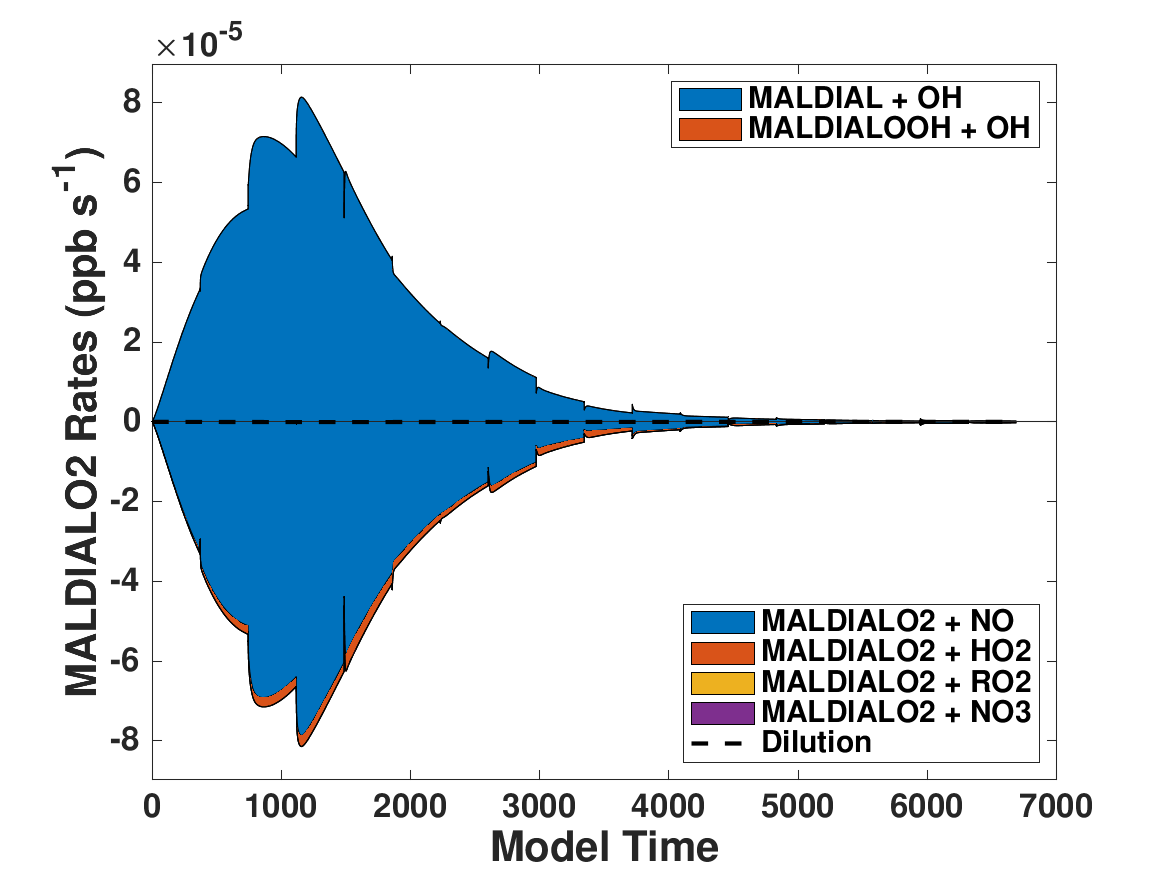 ×10-5
MALDIAL + OH
MALDIALOOH + OH
8
6
4
2
0
-2
-4
-6
-8
MALDIALO2 Rates (ppb s-1)
MALDIALO2 + NO
MALDIALO2 + HO2
MALDIALO2 + RO2
MALDIALO2 + NO3
Dilution
0 1000 2000 3000 4000 5000 6000 7000
Model Time